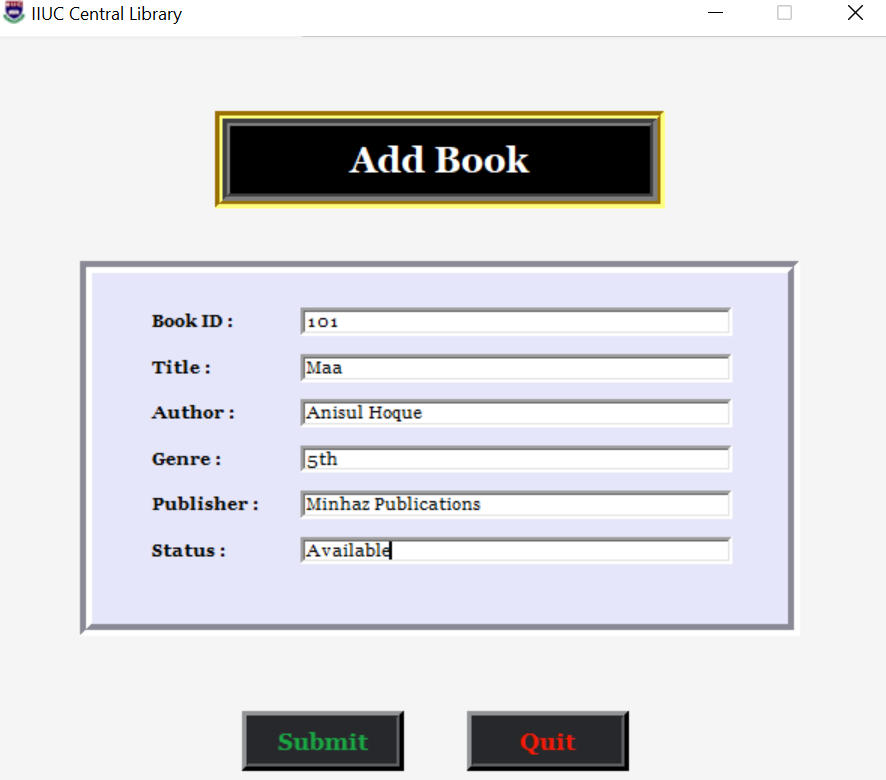 IIUC Central Library
Add Book
Book ID : 101
Title : Maa
Author : Anisul Hoque
Genre : 5th
Publisher : Minhaz Publications
Status : Available
Submit Quit